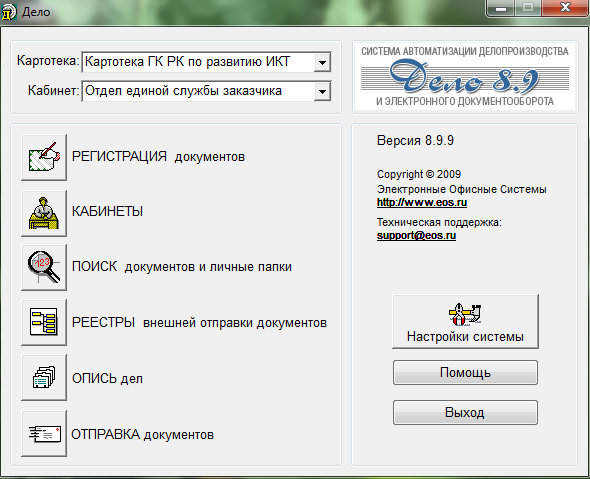 Дело
Картотека: Картотека ГК РК по развитию ИКТ
Кабинет: Отдел единой службы заказчика
СИСТЕМА АВТОМАТИЗАЦИИ ДЕЛОПРОИЗВОДСТВА
Дело 8.9
И ЭЛЕКТРОННОГО ДОКУМЕНТООБОРОТА
РЕГИСТРАЦИЯ документов
КАБИНЕТЫ
123
ПОИСК документов и личные папки
РЕЕСТРЫ внешней отправки документов
ОПИСЬ дел
ОТПРАВКА документов
Версия 8.9.9
Copyright © 2009
Электронные Офисные Системы
http://www.eos.ru
Техническая поддержка:
support@eos.ru
Настройки системы
Помощь
Выход